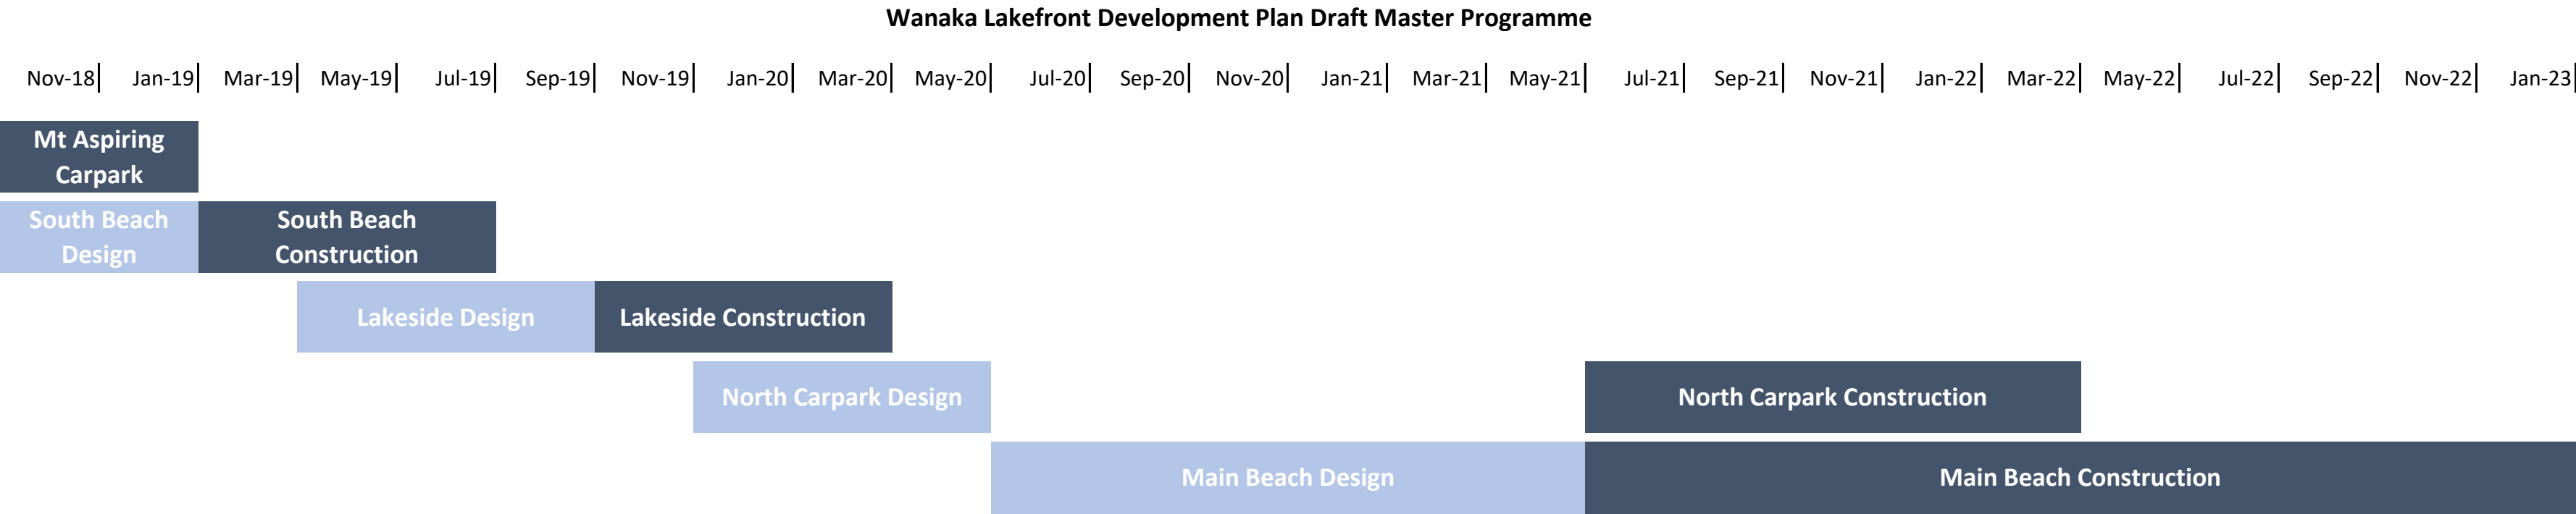 Wanaka Lakefront Development Plan Draft Master Programme
Nov-18 Jan-19 Mar-19 May-19 Jul-19 Sep-19 Nov-19 Jan-20 Mar-20 May-20 Jul-20 Sep-20 Nov-20 Jan-21 Mar-21 May-21 Jul-21 Sep-21 Nov-21 Jan-22 Mar-22 May-22 Jul-22 Sep-22 Nov-22 Jan-23
Mt Aspiring
Carpark
South Beach
Design
South Beach
Construction
Lakeside Design
Lakeside Construction
North Carpark Design
North Carpark Construction
Main Beach Design
Main Beach Construction